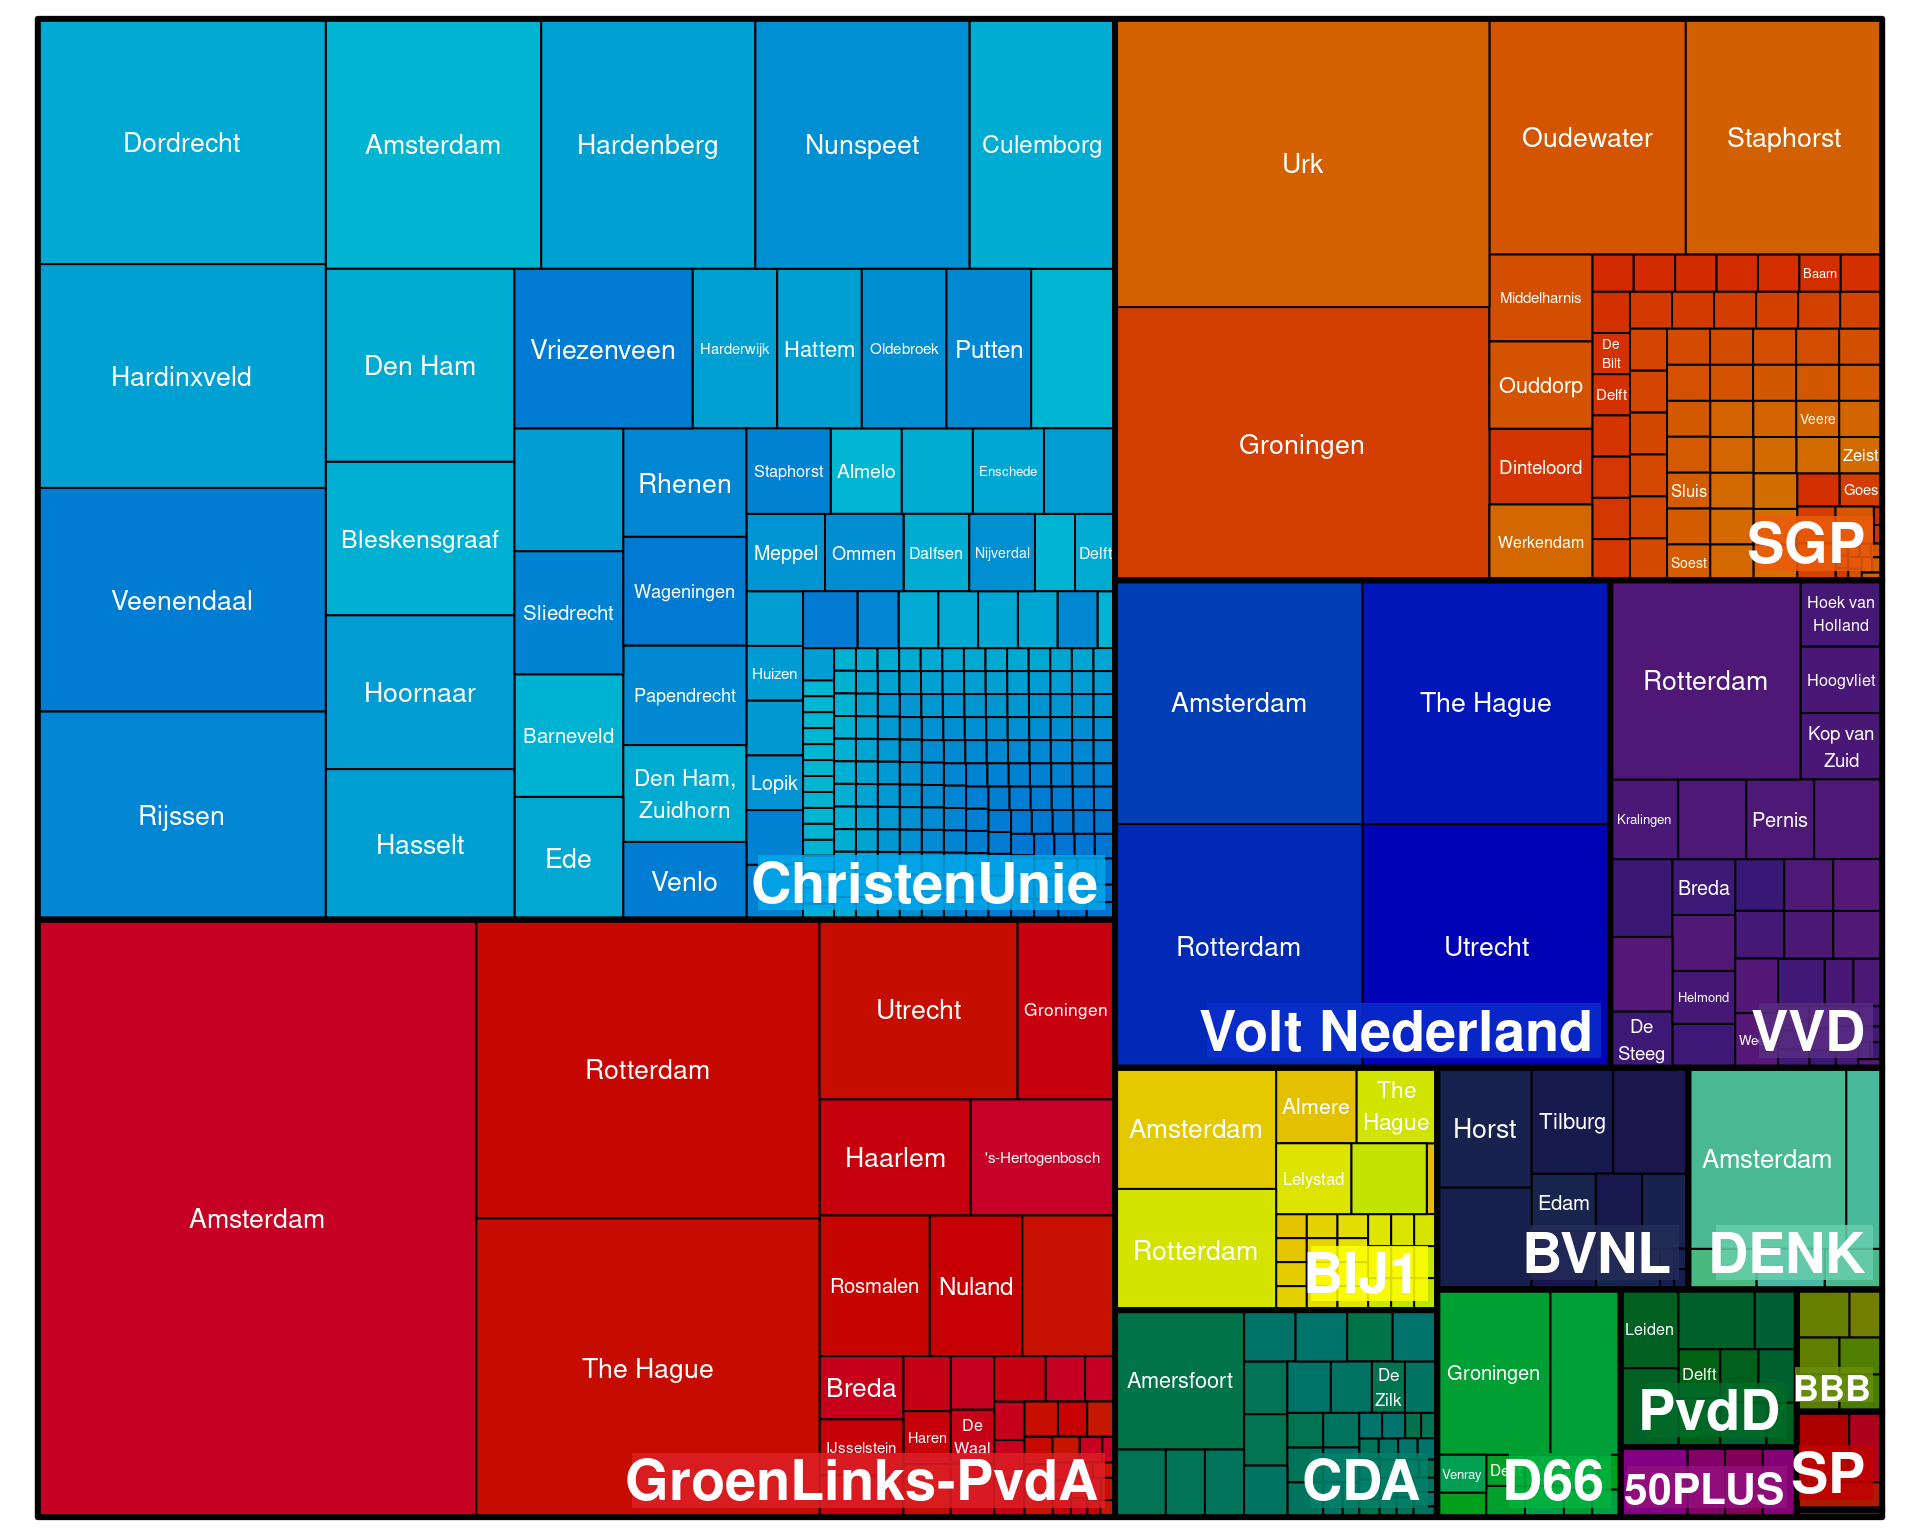 Dordrecht
Amsterdam
Hardenberg
Nunspeet
Culemborg
Hardinxveld
Den Ham
Vriezenveen
Harderwijk
Hattem
Oldebroek
Putten
Veenendaal
Bleskensgraaf
Rhenen
Staphorst
Almelo
Enschede
Meppel
Ommen
Dalfsen
Nijverdal
Delft
Sliedrecht
Wageningen
Hoornaar
Papendrecht
Huizen
Barneveld
Den Ham,
Zuidhorn
Lopik
Rijssen
Hasselt
Ede
Venlo
ChristenUnie
Urk
Oudewater
Staphorst
Groningen
Middelharnis
Baarn
De
Bilt
Ouddorp
Delft
Veere
Dinteloord
Zeist
Sluis
Goes
Werkendam
Soest
SGP
Amsterdam
The Hague
Rotterdam
Utrecht
Volt Nederland
Rotterdam
Hoek van
Holland
Hoogvliet
Kop van
Zuid
Kralingen
Pernis
Breda
Helmond
De
Steeg
We
VVD
Amsterdam
Rotterdam
The Hague
Utrecht
Groningen
Haarlem
's-Hertogenbosch
Rosmalen
Nuland
Breda
IJsselstein
Haren
De
Waal
GroenLinks-PvdA
Amsterdam
Almere
The
Hague
Lelystad
Rotterdam
BIJ1
Horst
Tilburg
Edam
BVNL
Amsterdam
DENK
Amersfoort
De
Zilk
CDA
Groningen
Venray
D66
Leiden
Delft
PvdD
BBB
50PLUS
SP